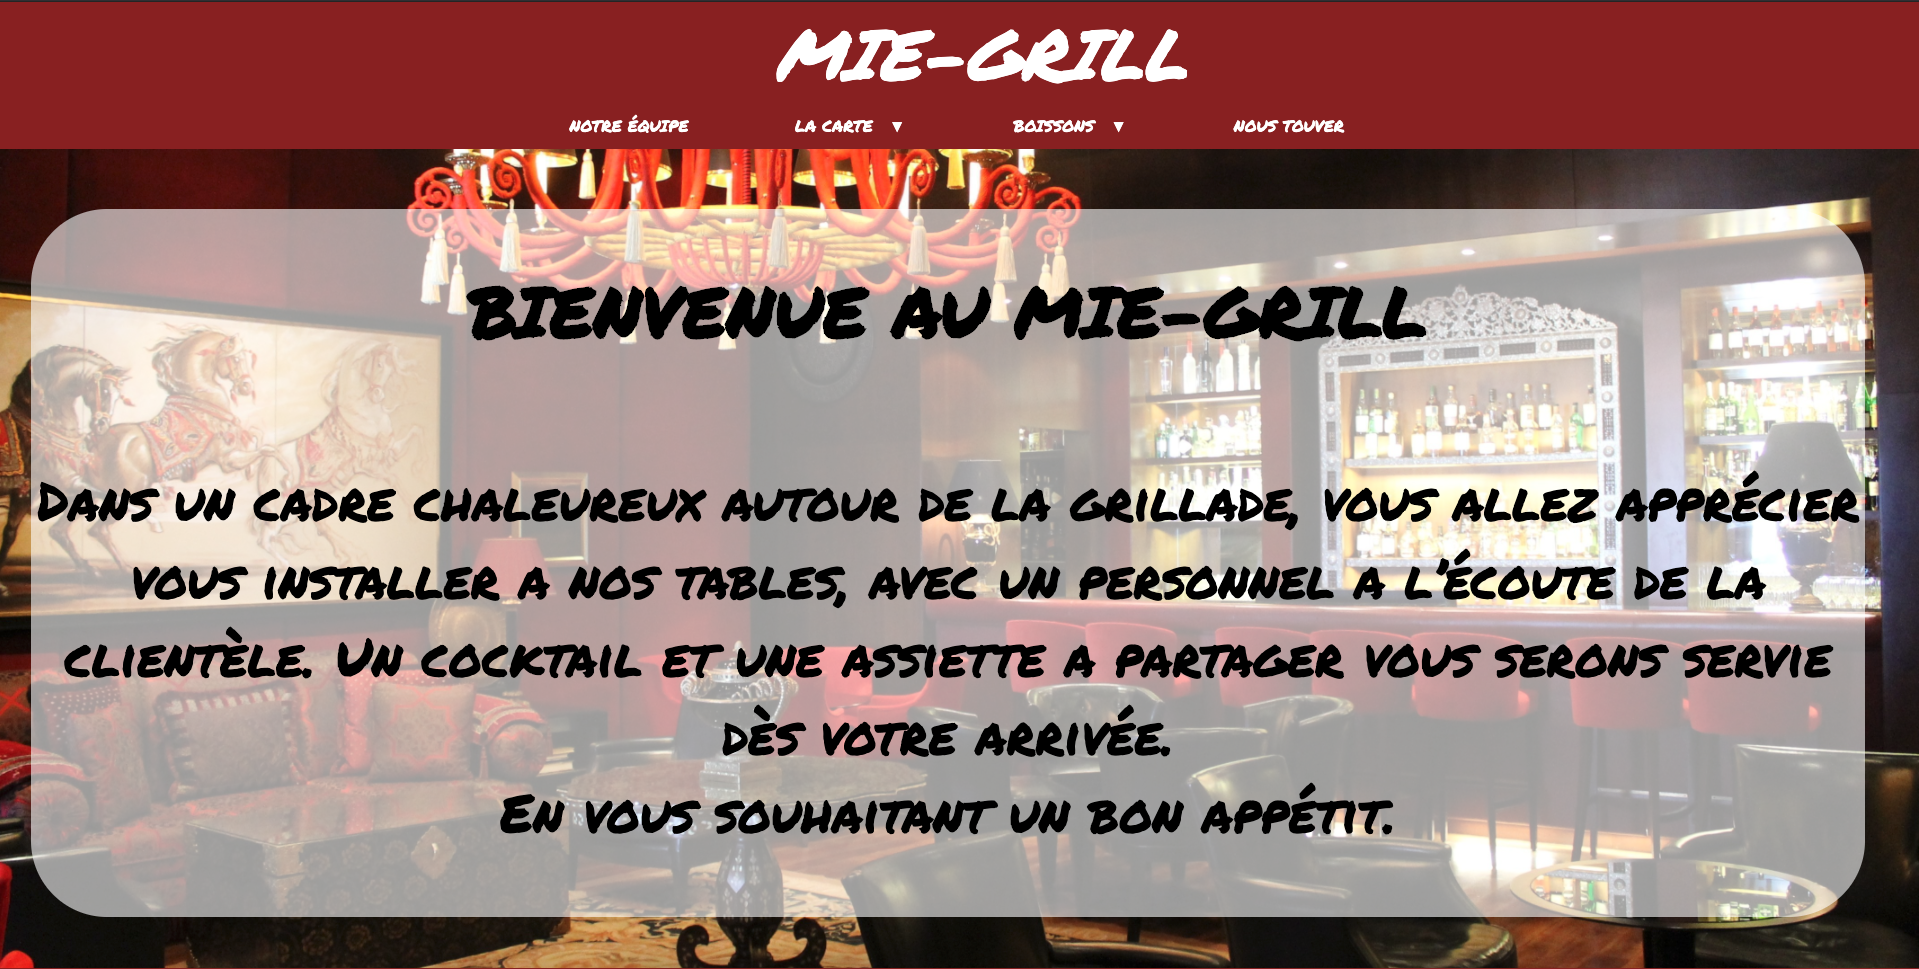 MIE-GRILL
NOTRE ÉQUIPE LA CARTE ▼ BOISSONS ▼ NOUS TOUVER
BIENVENUE AU MIE-GRILL
Dans un cadre chaleureux autour de la grillade, vous allez apprécier
vous installer a nos tables, avec un personnel a l'écoute de la
clientèle. Un cocktail et une assiette a partager vous serons servie
dès votre arrivée.
En vous souhaitant un bon appétit.